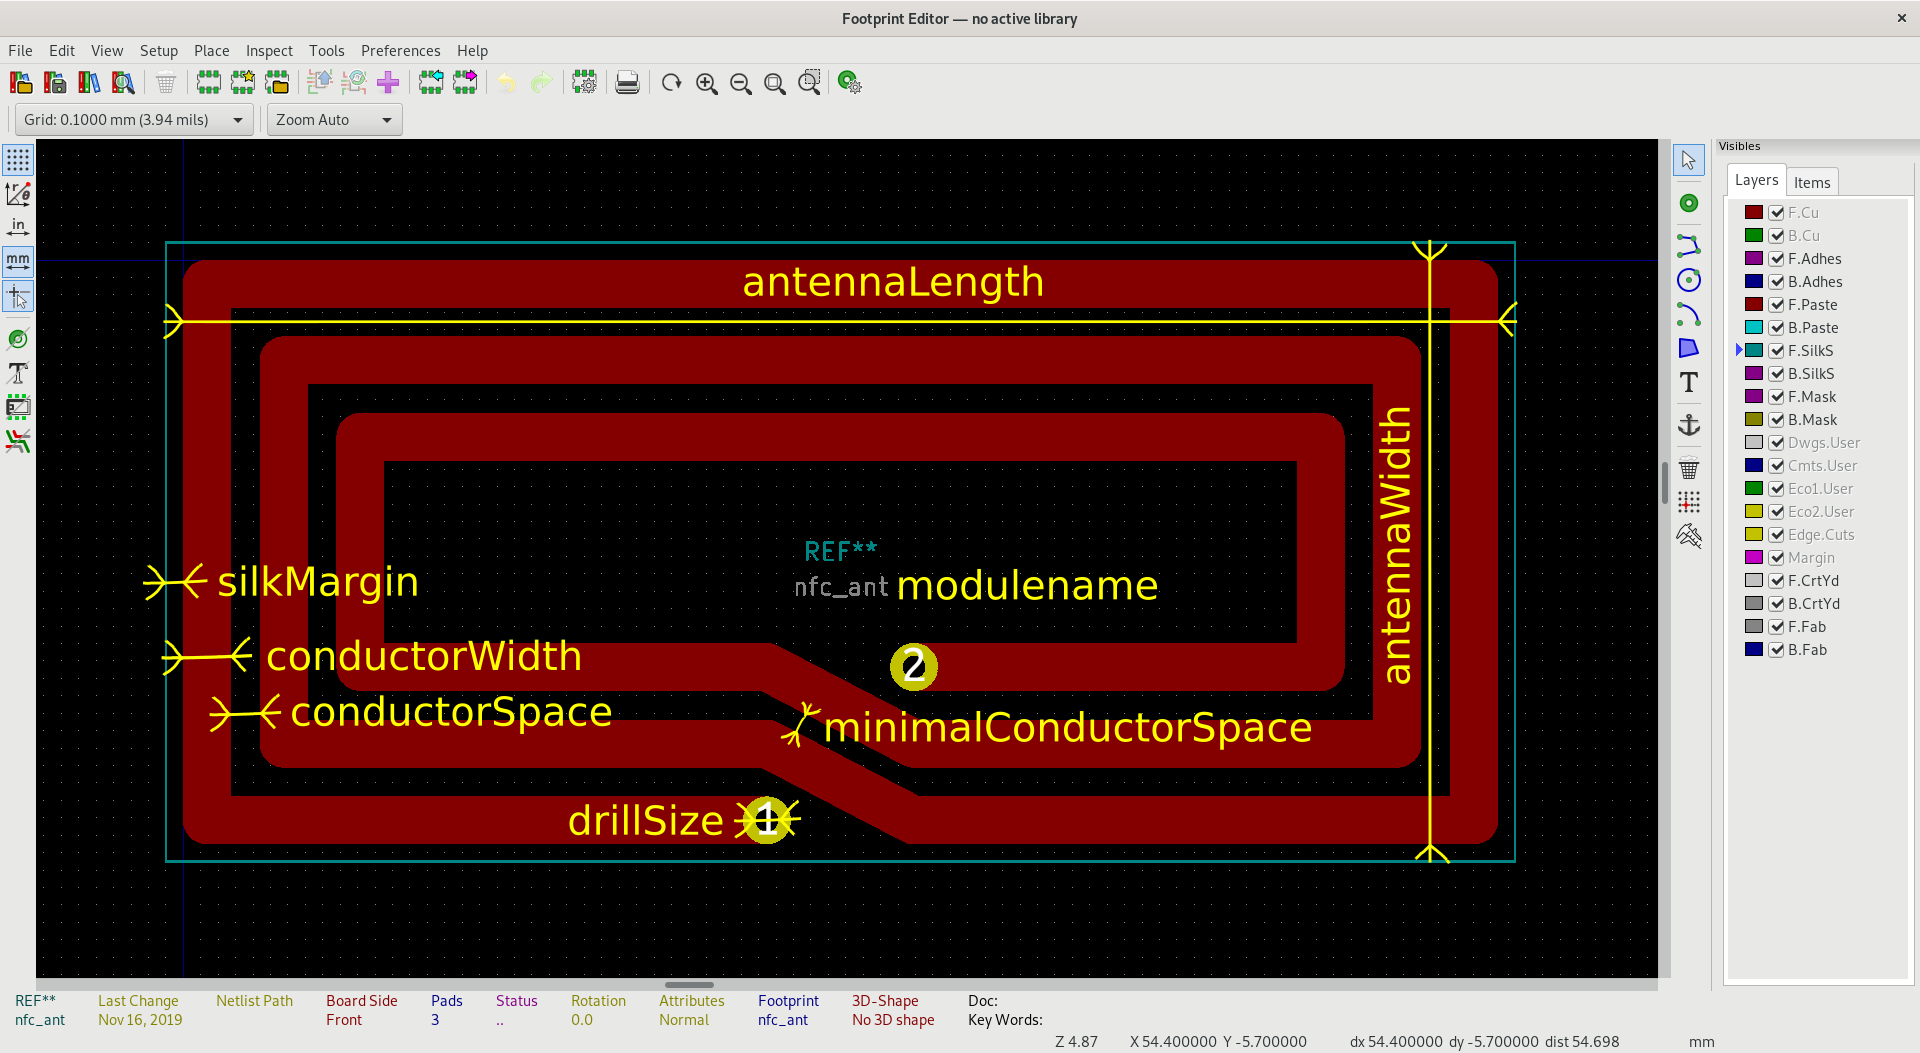 Footprint Editor — no active library
File Edit View Setup Place Inspect Tools Preferences Help
Grid: 0.1000 mm (3.94 mils) Zoom Auto
in
mm
antennaLength
antennaWidth
REF**
nfc_ant modulename
silkMargin
conductorWidth
2
conductorSpace
minimalConductorSpace
drillSize 1
Visibles
Layers Items
F.Cu
B.Cu
F.Adhes
B.Adhes
F.Paste
B.Paste
F.SilkS
B.SilkS
F.Mask
B.Mask
Dwgs.User
Cmts.User
Eco1.User
Eco2.User
Edge.Cuts
Margin
F.CrtYd
B.CrtYd
F.Fab
B.Fab
REF** Last Change Netlist Path Board Side Pads Status Rotation Attributes Footprint 3D-Shape Doc:
nfc_ant Nov 16, 2019 Front 3 .. 0.0 Normal nfc_ant No 3D shape Key Words:
Z 4.87 X 54.400000 Y -5.700000 dx 54.400000 dy -5.700000 dist 54.698 mm